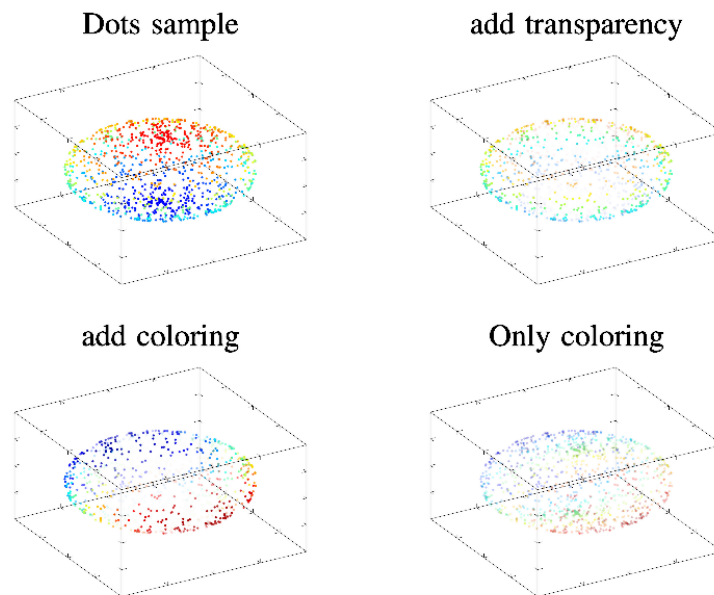 Dots sample
add transparency
add coloring
Only coloring